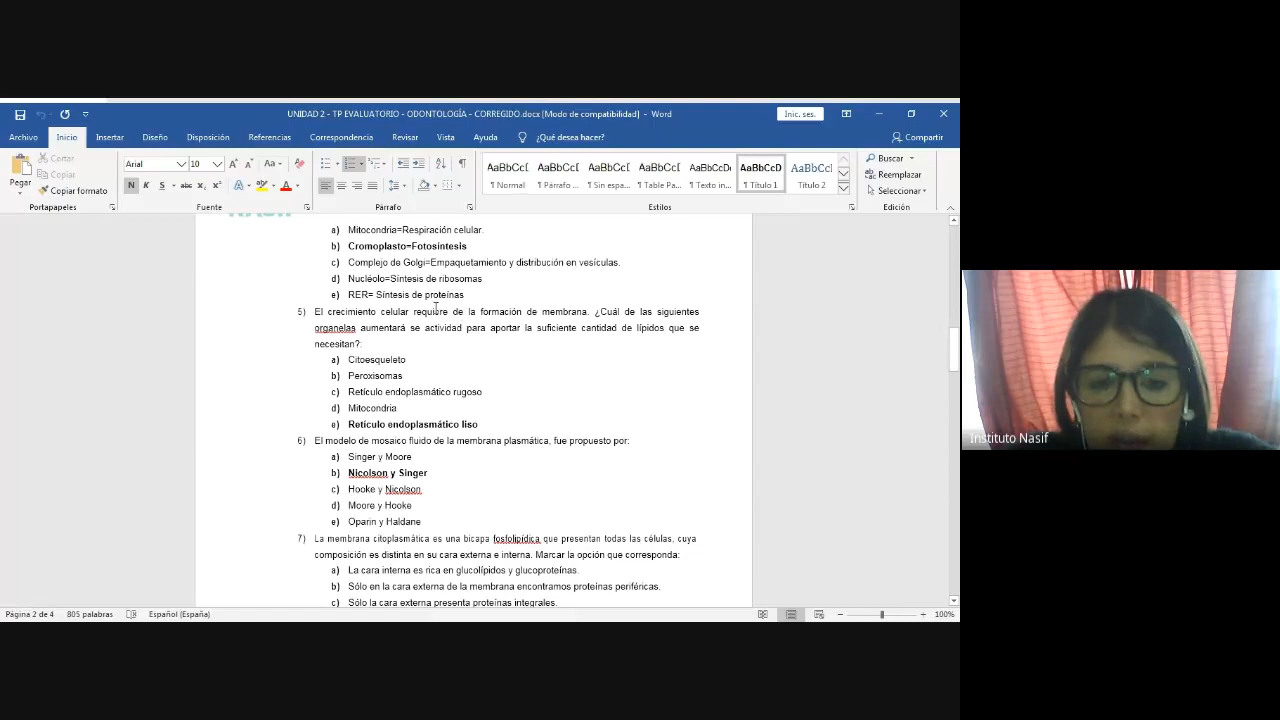 UNIDAD 2 - TP EVALUATORIO - ODONTOLOGÍA - CORREGIDO.docx [Modo de compatibilidad] - Word
Inic. ses.
Archivo Inicio Insertar Diseño Disposición Referencias Correspondencia Revisar Vista Ayuda ¿Qué desea hacer? Compartir
Pegar
Cortar
Copiar
Copiar formato
Portapapeles
Arial 10
N K S abc x₂ x²
Fuente
Párrafo
AaBbCcI AaBbCcI AaBbCcI AaBbCcI AaBbCcDc AaBbCcD AaBbCcI
¶ Normal ¶ Párrafo ... ¶ Sin espa... ¶ Table Pa... ¶ Texto in... ¶ Título 1 Título 2
Estilos
Buscar
Reemplazar
Seleccionar
Edición
a) Mitocondria=Respiración celular.
b) Cromoplasto=Fotosíntesis
c) Complejo de Golgi=Empaquetamiento y distribución en vesículas.
d) Nucléolo=Síntesis de ribosomas
e) RER= Síntesis de proteínas
5) El crecimiento celular requiere de la formación de membrana. ¿Cuál de las siguientes
organelas aumentará se actividad para aportar la suficiente cantidad de lípidos que se
necesitan?:
a) Citoesqueleto
b) Peroxisomas
c) Retículo endoplasmático rugoso
d) Mitocondria
e) Retículo endoplasmático liso
6) El modelo de mosaico fluido de la membrana plasmática, fue propuesto por:
a) Singer y Moore
b) Nicolson y Singer
c) Hooke y Nicolson
d) Moore y Hooke
e) Oparin y Haldane
7) La membrana citoplasmática es una bicapa fosfolipídica que presentan todas las células, cuya
composición es distinta en su cara externa e interna. Marcar la opción que corresponda:
a) La cara interna es rica en glucolípidos y glucoproteínas.
b) Sólo en la cara externa de la membrana encontramos proteínas periféricas.
c) Sólo la cara externa presenta proteínas integrales.
Página 2 de 4 805 palabras Español (España) 100%
Instituto Nasif